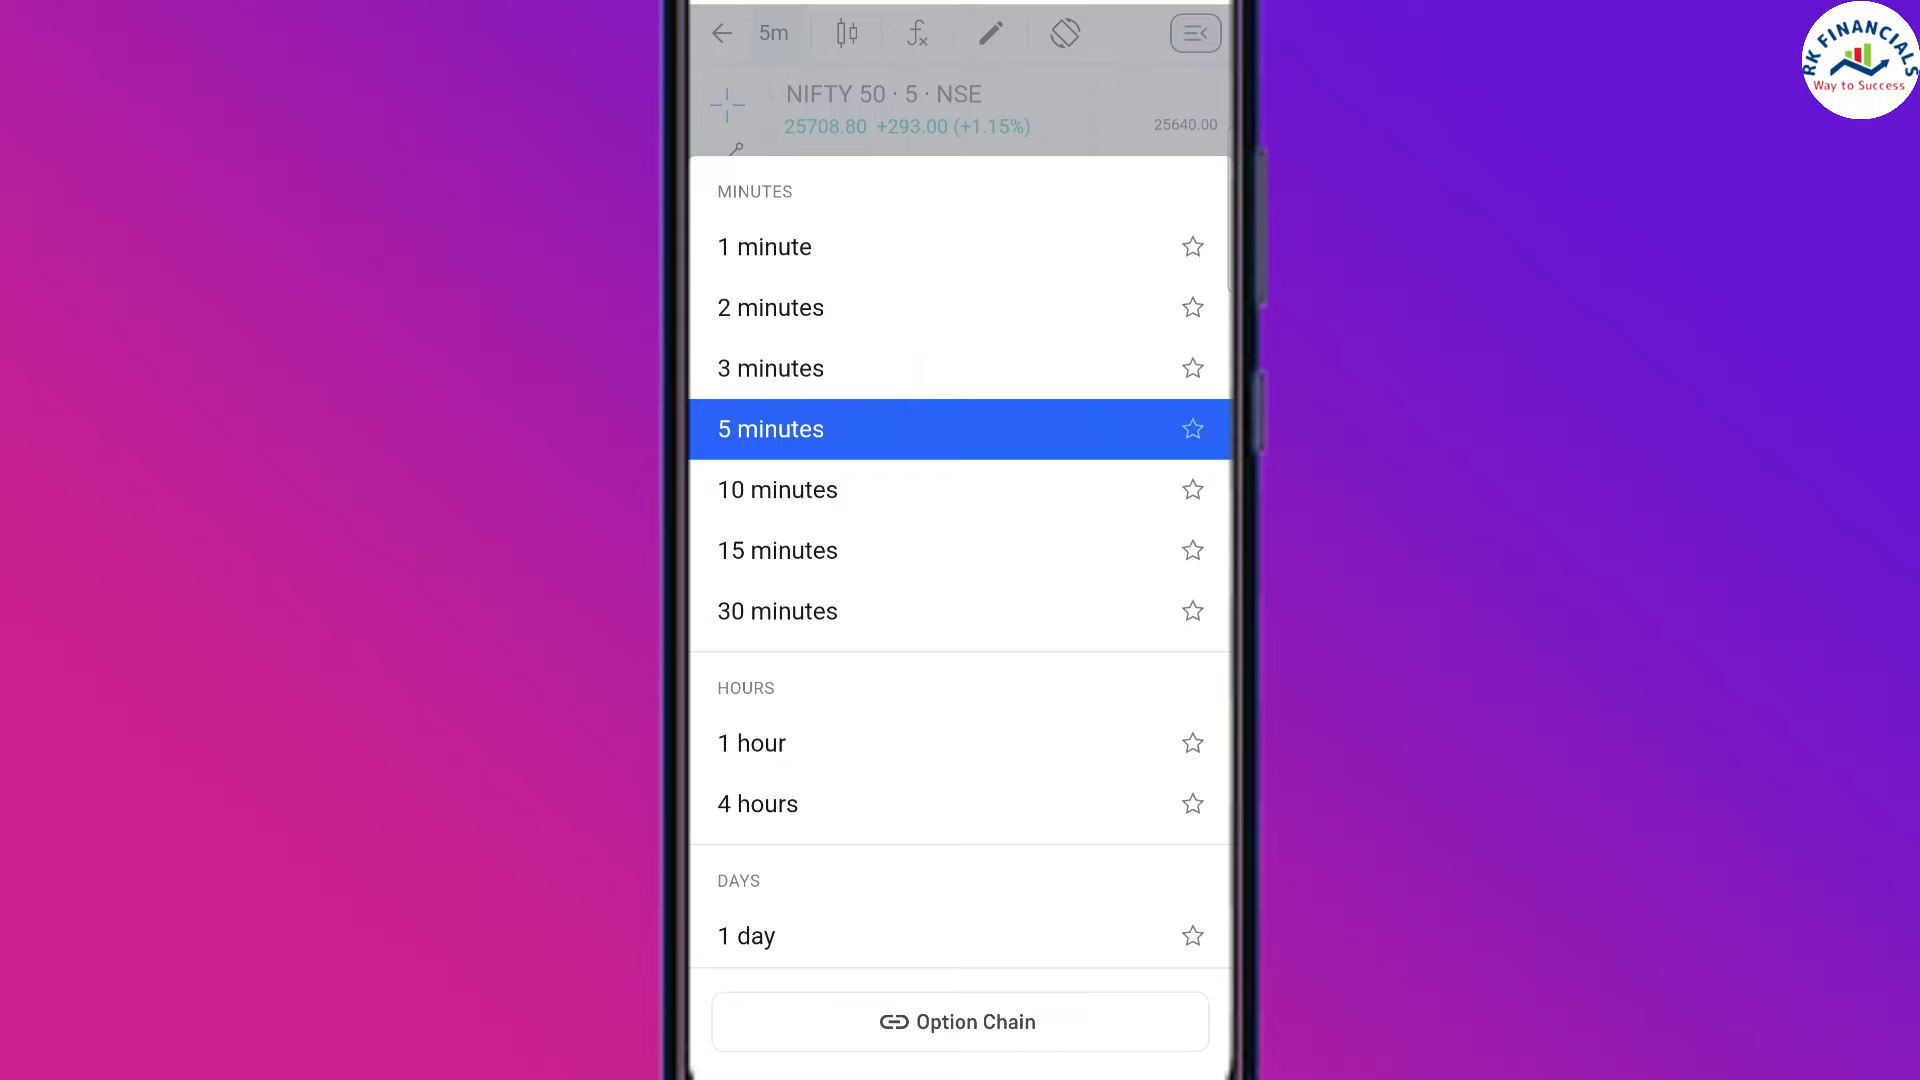 5m
NIFTY 50 · 5 · NSE
25708.80 +293.00 (+1.15%)
25640.00
MINUTES
1 minute
2 minutes
3 minutes
5 minutes
10 minutes
15 minutes
30 minutes
HOURS
1 hour
4 hours
DAYS
1 day
Option Chain
RK FINANCIALS
Way to Success